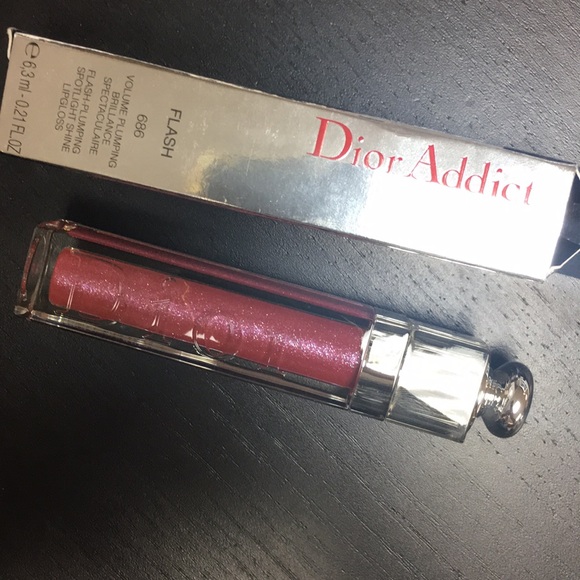 Dior Addict
FLASH
686
VOLUME PLUMPING
BRILLANCE
SPECTACULAIRE
FLASH-PLUMPING
SPOTLIGHT SHINE
LIPGLOSS
℮ 6,3 ml - 0.21 FL.OZ